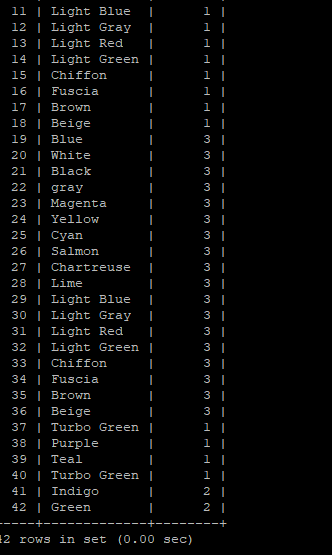 11 | Light Blue | 1 |
12 | Light Gray | 1 |
13 | Light Red | 1 |
14 | Light Green | 1 |
15 | Chiffon | 1 |
16 | Fuscia | 1 |
17 | Brown | 1 |
18 | Beige | 1 |
19 | Blue | 3 |
20 | White | 3 |
21 | Black | 3 |
22 | gray | 3 |
23 | Magenta | 3 |
24 | Yellow | 3 |
25 | Cyan | 3 |
26 | Salmon | 3 |
27 | Chartreuse | 3 |
28 | Lime | 3 |
29 | Light Blue | 3 |
30 | Light Gray | 3 |
31 | Light Red | 3 |
32 | Light Green | 3 |
33 | Chiffon | 3 |
34 | Fuscia | 3 |
35 | Brown | 3 |
36 | Beige | 3 |
37 | Turbo Green | 1 |
38 | Purple | 1 |
39 | Teal | 1 |
40 | Turbo Green | 1 |
41 | Indigo | 2 |
42 | Green | 2 |
-----+-------------+--------+
42 rows in set (0.00 sec)